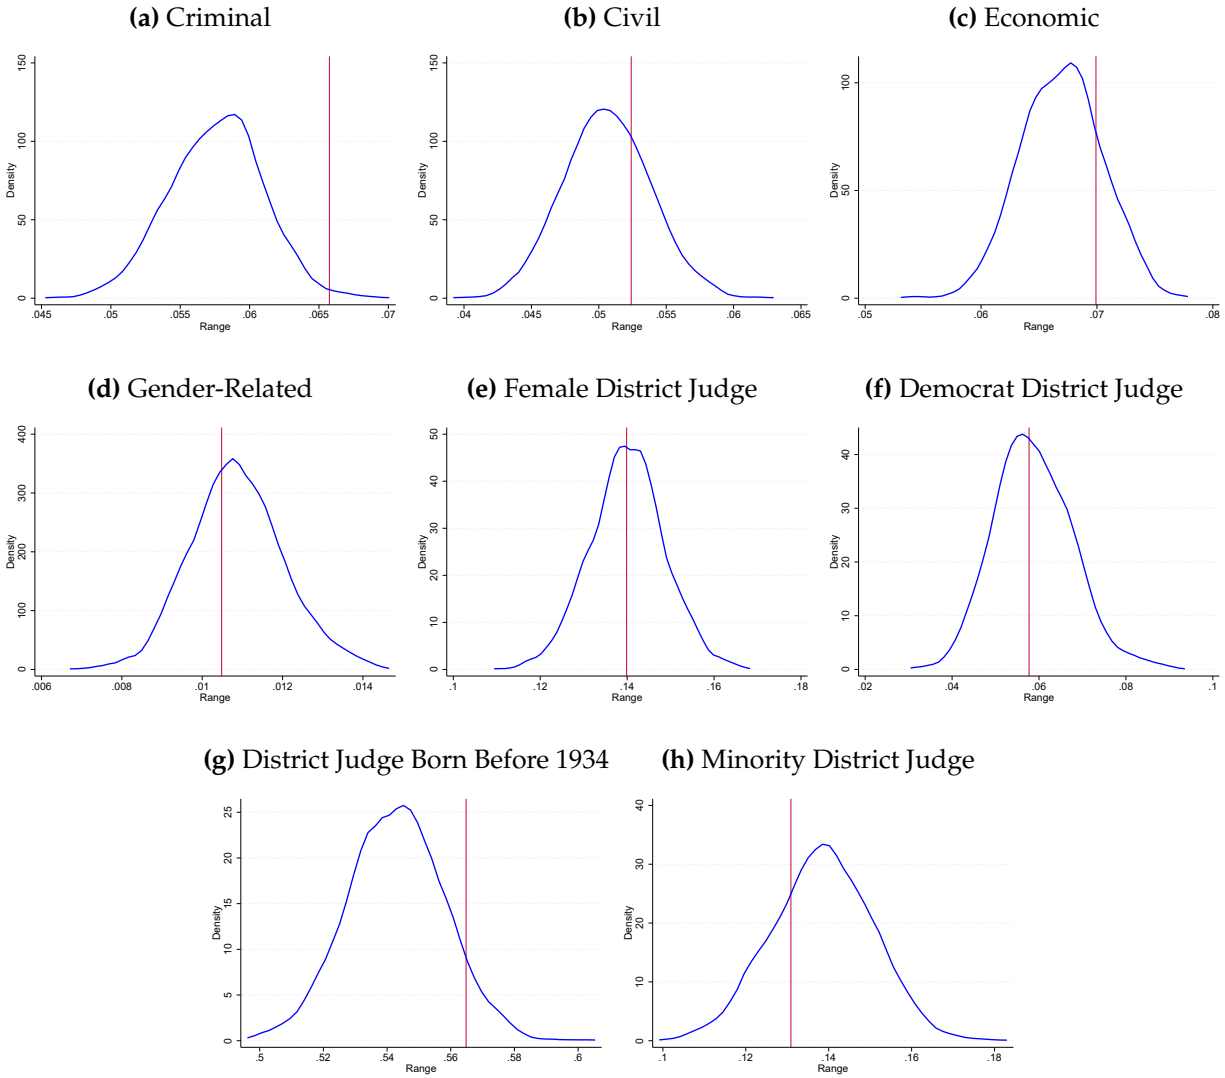 (a) Criminal
(b) Civil
(c) Economic
150
100
50
0
Density
.045 .05 .055 .06 .065 .07
Range
150
100
50
0
Density
.04 .045 .05 .055 .06 .065
Range
100
50
0
Density
.05 .06 .07 .08
Range
(d) Gender-Related
(e) Female District Judge
(f) Democrat District Judge
400
300
200
100
0
Density
.006 .008 .01 .012 .014
Range
50
40
30
20
10
0
Density
.1 .12 .14 .16 .18
Range
40
30
20
10
0
Density
.02 .04 .06 .08 .1
Range
(g) District Judge Born Before 1934
(h) Minority District Judge
25
20
15
10
5
0
Density
.5 .52 .54 .56 .58 .6
Range
40
30
20
10
0
Density
.1 .12 .14 .16 .18
Range